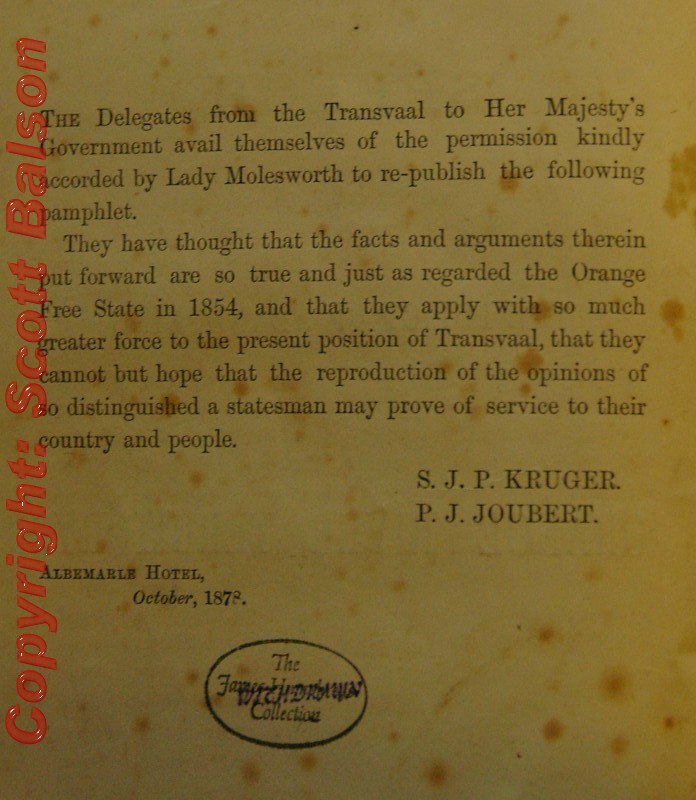 THE Delegates from the Transvaal to Her Majesty's
Government avail themselves of the permission kindly
accorded by Lady Molesworth to re-publish the following
pamphlet.
They have thought that the facts and arguments therein
put forward are so true and just as regarded the Orange
Free State in 1854, and that they apply with so much
greater force to the present position of Transvaal, that they
cannot but hope that the reproduction of the opinions of
so distinguished a statesman may prove of service to their
country and people.
S. J. P. KRUGER.
P. J. JOUBERT.
ALBEMARLE HOTEL,
October, 1878.
The
James
WITHDRAWN
Collection
Copyright: Scott Balson